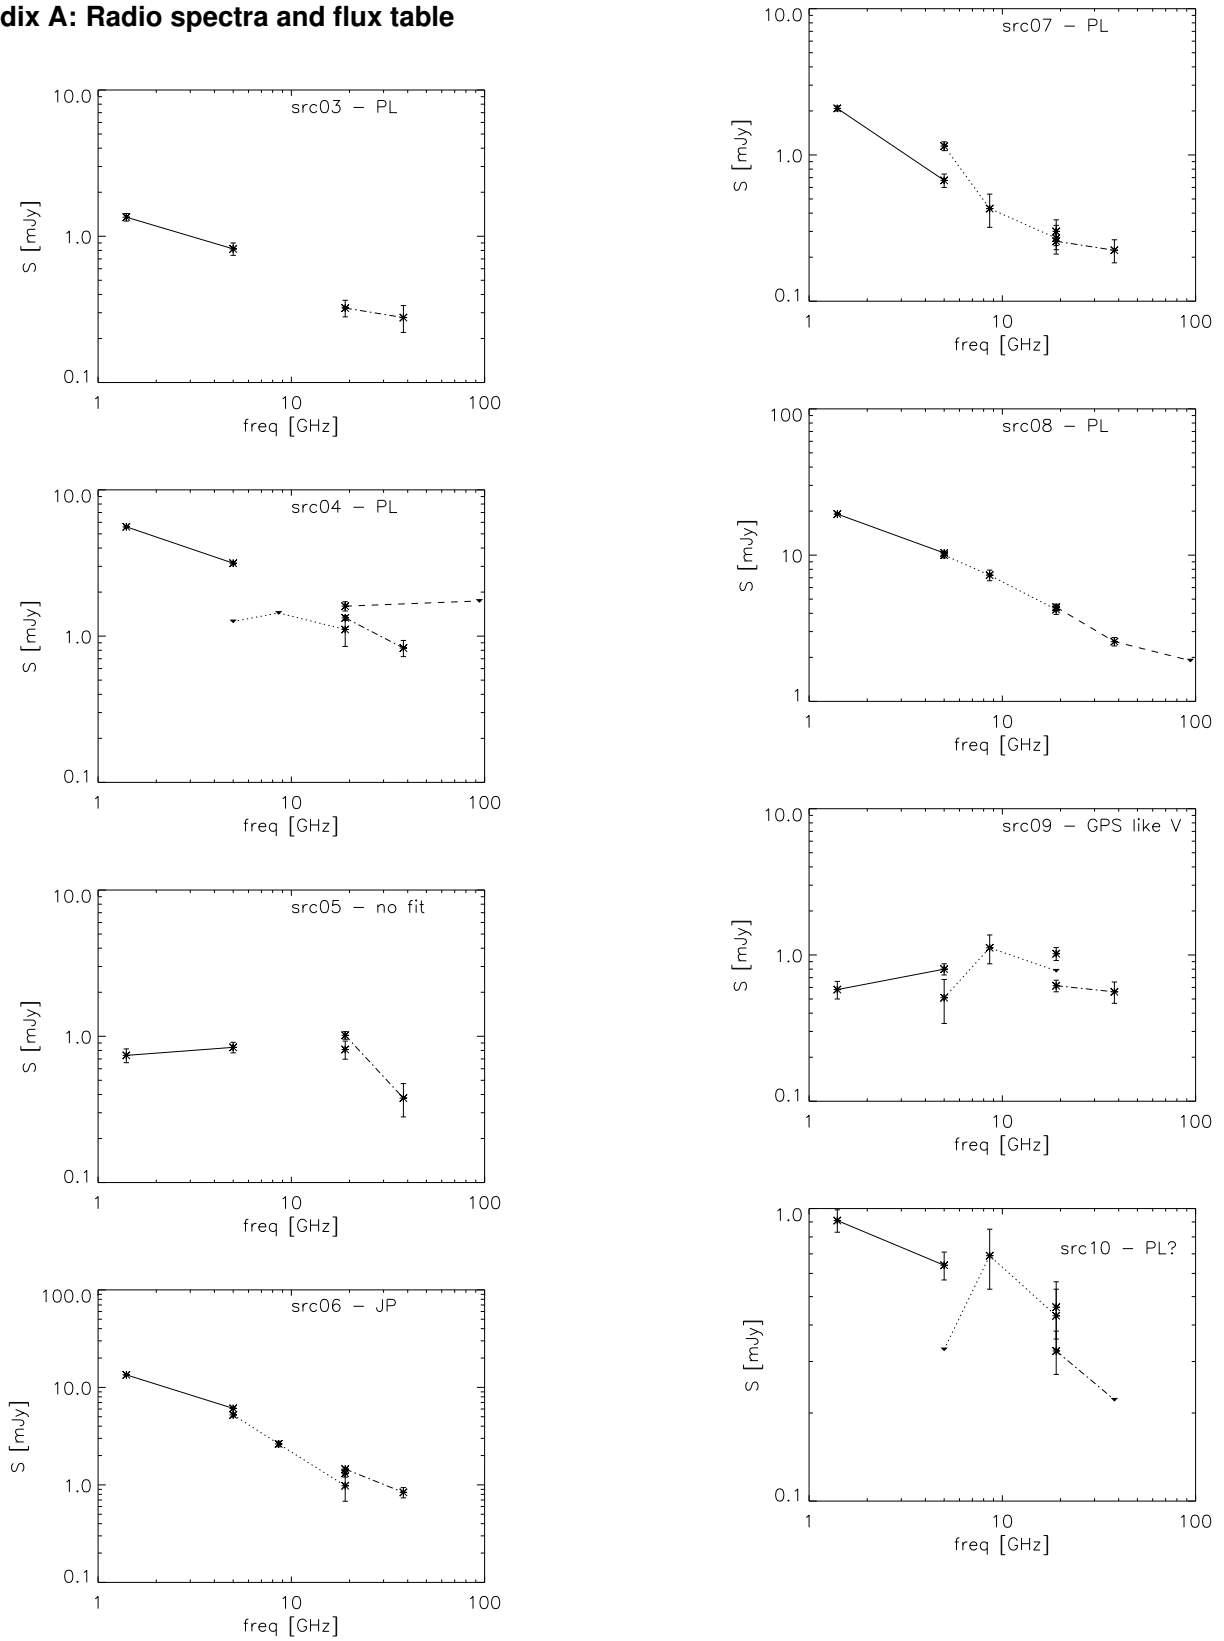 dix A: Radio spectra and flux table
src03 - PL
10.0
1.0
0.1
S [mJy]
1 10 100
freq [GHz]
src04 - PL
10.0
1.0
0.1
S [mJy]
1 10 100
freq [GHz]
src05 - no fit
10.0
1.0
0.1
S [mJy]
1 10 100
freq [GHz]
src06 - JP
100.0
10.0
1.0
0.1
S [mJy]
1 10 100
freq [GHz]
src07 - PL
10.0
1.0
0.1
S [mJy]
1 10 100
freq [GHz]
src08 - PL
100
10
1
S [mJy]
1 10 100
freq [GHz]
src09 - GPS like V
10.0
1.0
0.1
S [mJy]
1 10 100
freq [GHz]
src10 - PL?
1.0
0.1
S [mJy]
1 10 100
freq [GHz]